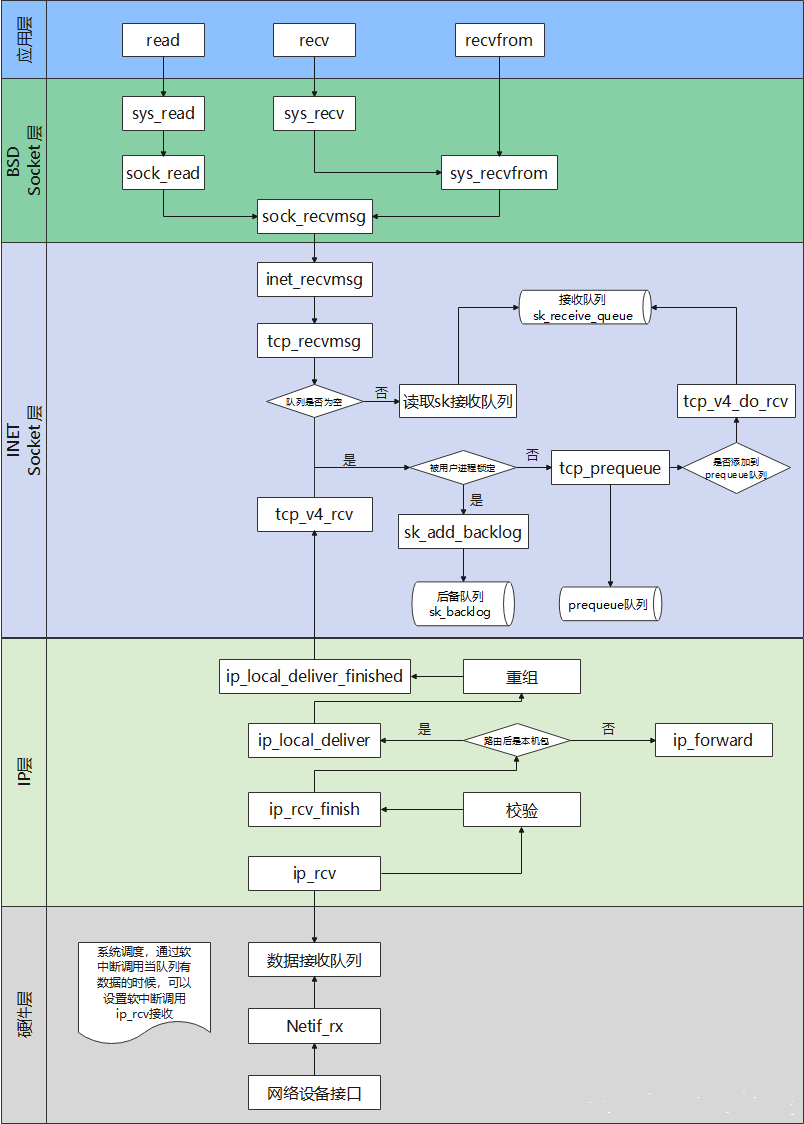 应用层
read
recv
recvfrom
BSD
Socket 层
sys_read
sys_recv
sock_read
sys_recvfrom
sock_recvmsg
INET
Socket 层
inet_recvmsg
接收队列
sk_receive_queue
tcp_recvmsg
队列是否为空
否
读取sk接收队列
tcp_v4_do_rcv
是
被用户进程锁定
否
tcp_prequeue
是否添加到
prequeue队列
是
tcp_v4_rcv
sk_add_backlog
后备队列
sk_backlog
prequeue队列
IP层
ip_local_deliver_finished
重组
ip_local_deliver
是
路由后是本机包
否
ip_forward
ip_rcv_finish
校验
ip_rcv
硬件层
系统调度，通过软
中断调用当队列有
数据的时候，可以
设置软中断调用
ip_rcv接收
数据接收队列
Netif_rx
网络设备接口